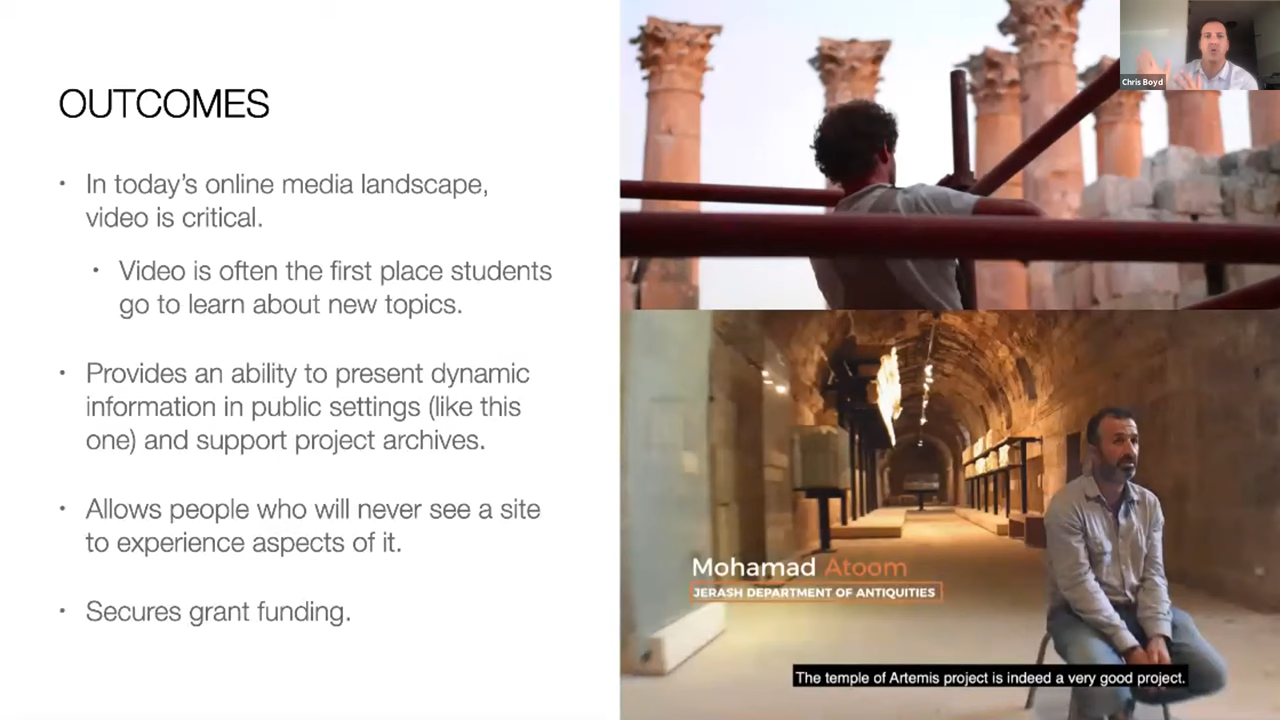 OUTCOMES
• In today's online media landscape,
video is critical.
• Video is often the first place students
go to learn about new topics.
• Provides an ability to present dynamic
information in public settings (like this
one) and support project archives.
• Allows people who will never see a site
to experience aspects of it.
• Secures grant funding.
Chris Boyd
Mohamad Atoom
JERASH DEPARTMENT OF ANTIQUITIES
The temple of Artemis project is indeed a very good project.